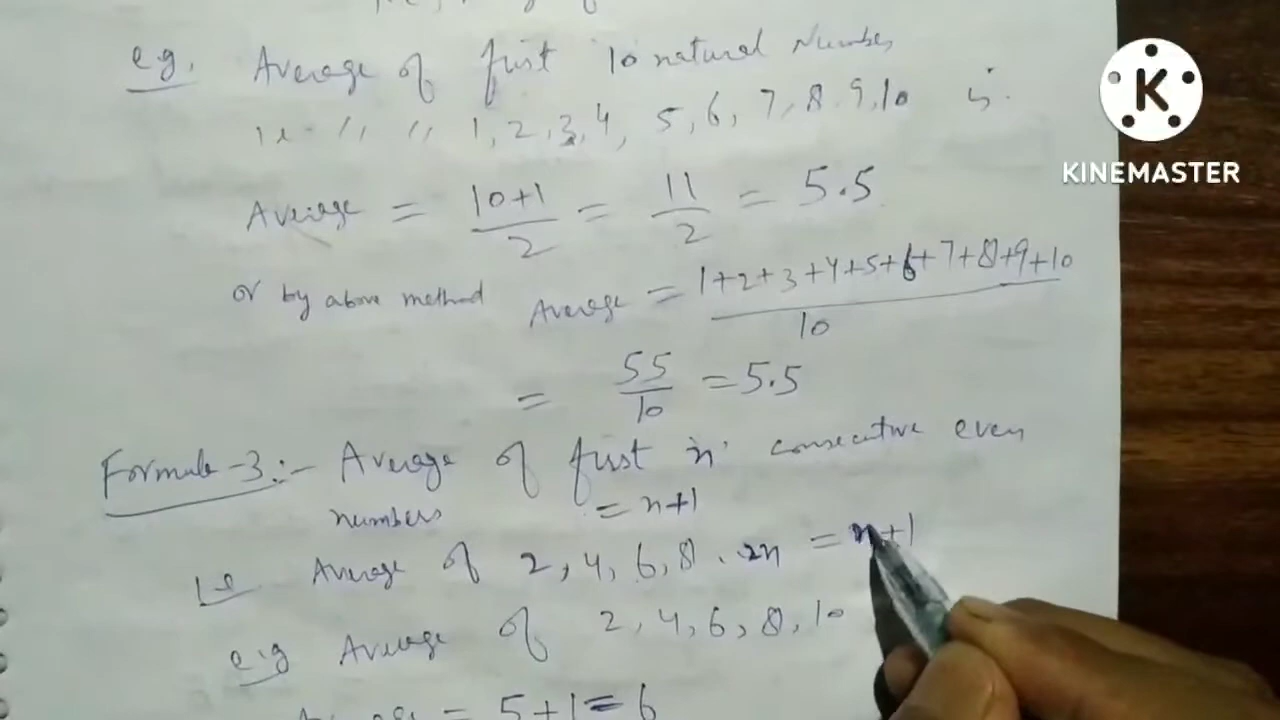 e.g. Average of first 10 natural Number
i.e. 〃 〃 1, 2, 3, 4, 5, 6, 7, 8, 9, 10 is
Average = 10+1/2 = 11/2 = 5.5
or by above method Average = 1+2+3+4+5+6+7+8+9+10/10
= 55/10 = 5.5
Formula-3:- Average of first 'n' consecutive even
numbers = n+1
i.e Average of 2, 4, 6, 8 . 2n = n+1
e.g Average of 2, 4, 6, 8, 10
= 5+1 = 6
K
KINEMASTER